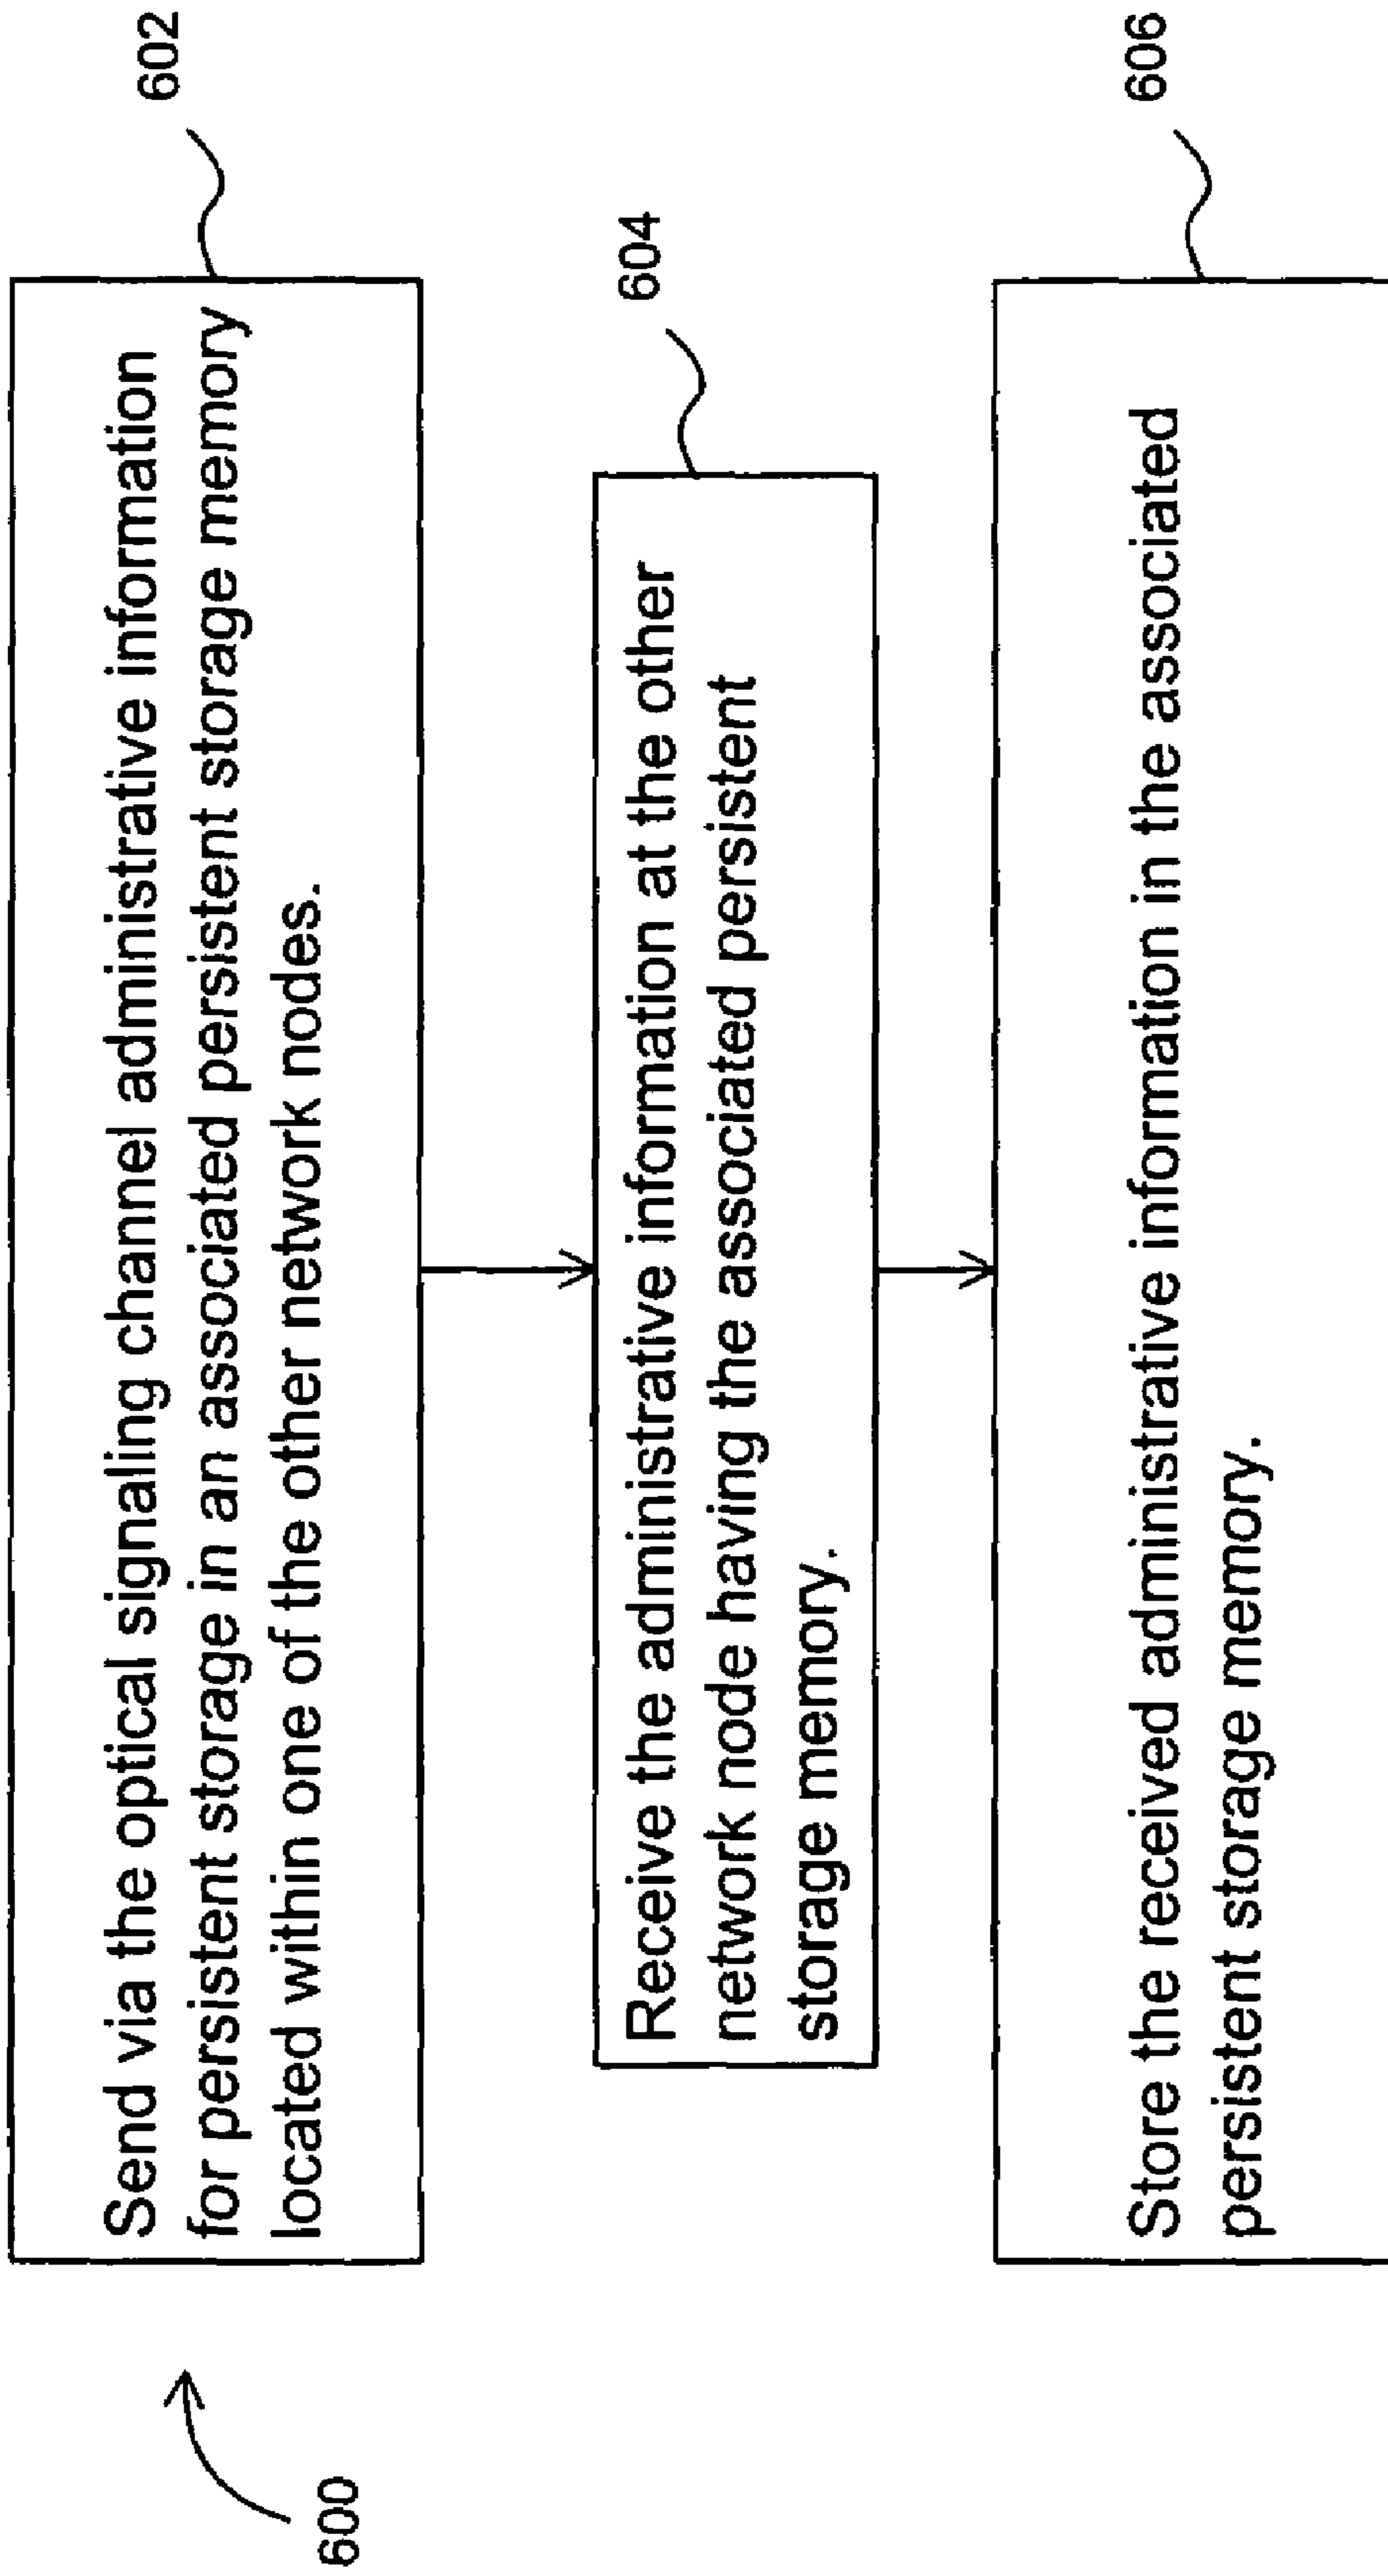 600
602
Send via the optical signaling channel administrative information
for persistent storage in an associated persistent storage memory
located within one of the other network nodes.
604
Receive the administrative information at the other
network node having the associated persistent
storage memory.
606
Store the received administrative information in the associated
persistent storage memory.